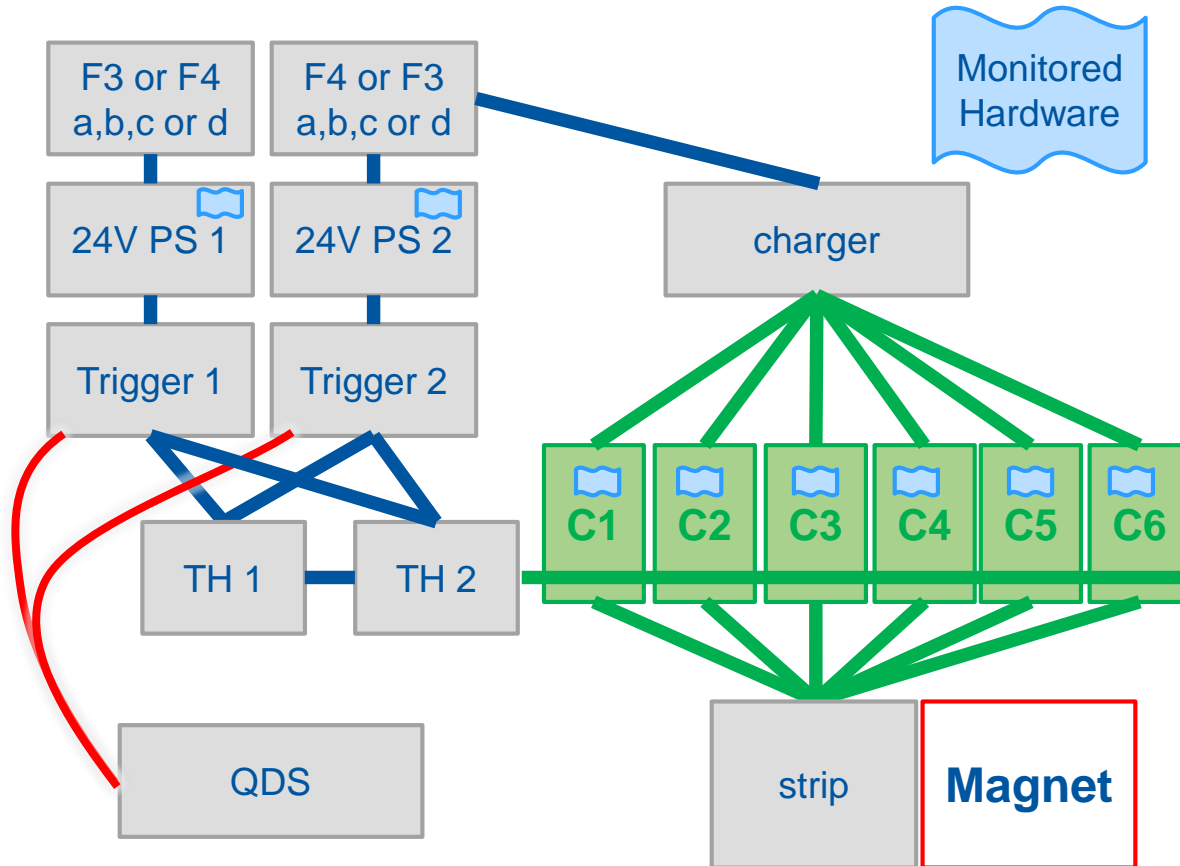 F3 or F4
a,b,c or d
F4 or F3
a,b,c or d
Monitored
Hardware
24V PS 1
24V PS 2
charger
Trigger 1
Trigger 2
C1
C2
C3
C4
C5
C6
TH 1
TH 2
QDS
strip
Magnet